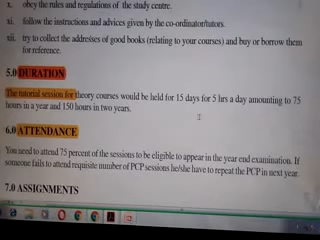 x. obey the rules and regulations of the study centre.
xi. follow the instructions and advices given by the co-ordinator/tutors.
xii. try to collect the addresses of good books (relating to your courses) and buy or borrow them
for reference.
5.0 DURATION
The tutorial session for theory courses would be held for 15 days for 5 hrs a day amounting to 75
hours in a year and 150 hours in two years.
6.0 ATTENDANCE
You need to attend 75 percent of the sessions to be eligible to appear in the year end examination. If
someone fails to attend requisite number of PCP sessions he/she have to repeat the PCP in next year.
7.0 ASSIGNMENTS